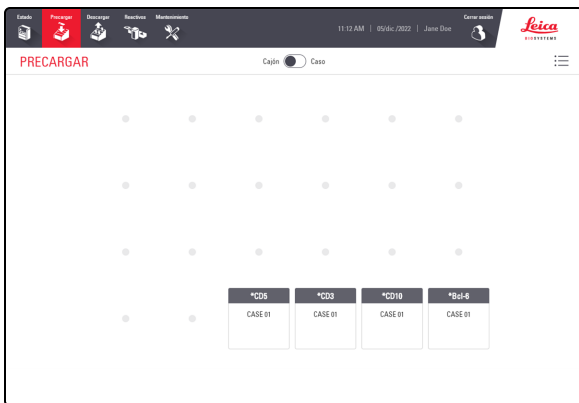 Estado Precargar Descargar Reactivos Mantenimiento Cerrar sesión
11:12 AM | 05/dic./2022 | Jane Doe
Leica
BIOSYSTEMS
PRECARGAR Cajón Caso
*CD5 *CD3 *CD10 *Bcl-6
CASE 01 CASE 01 CASE 01 CASE 01